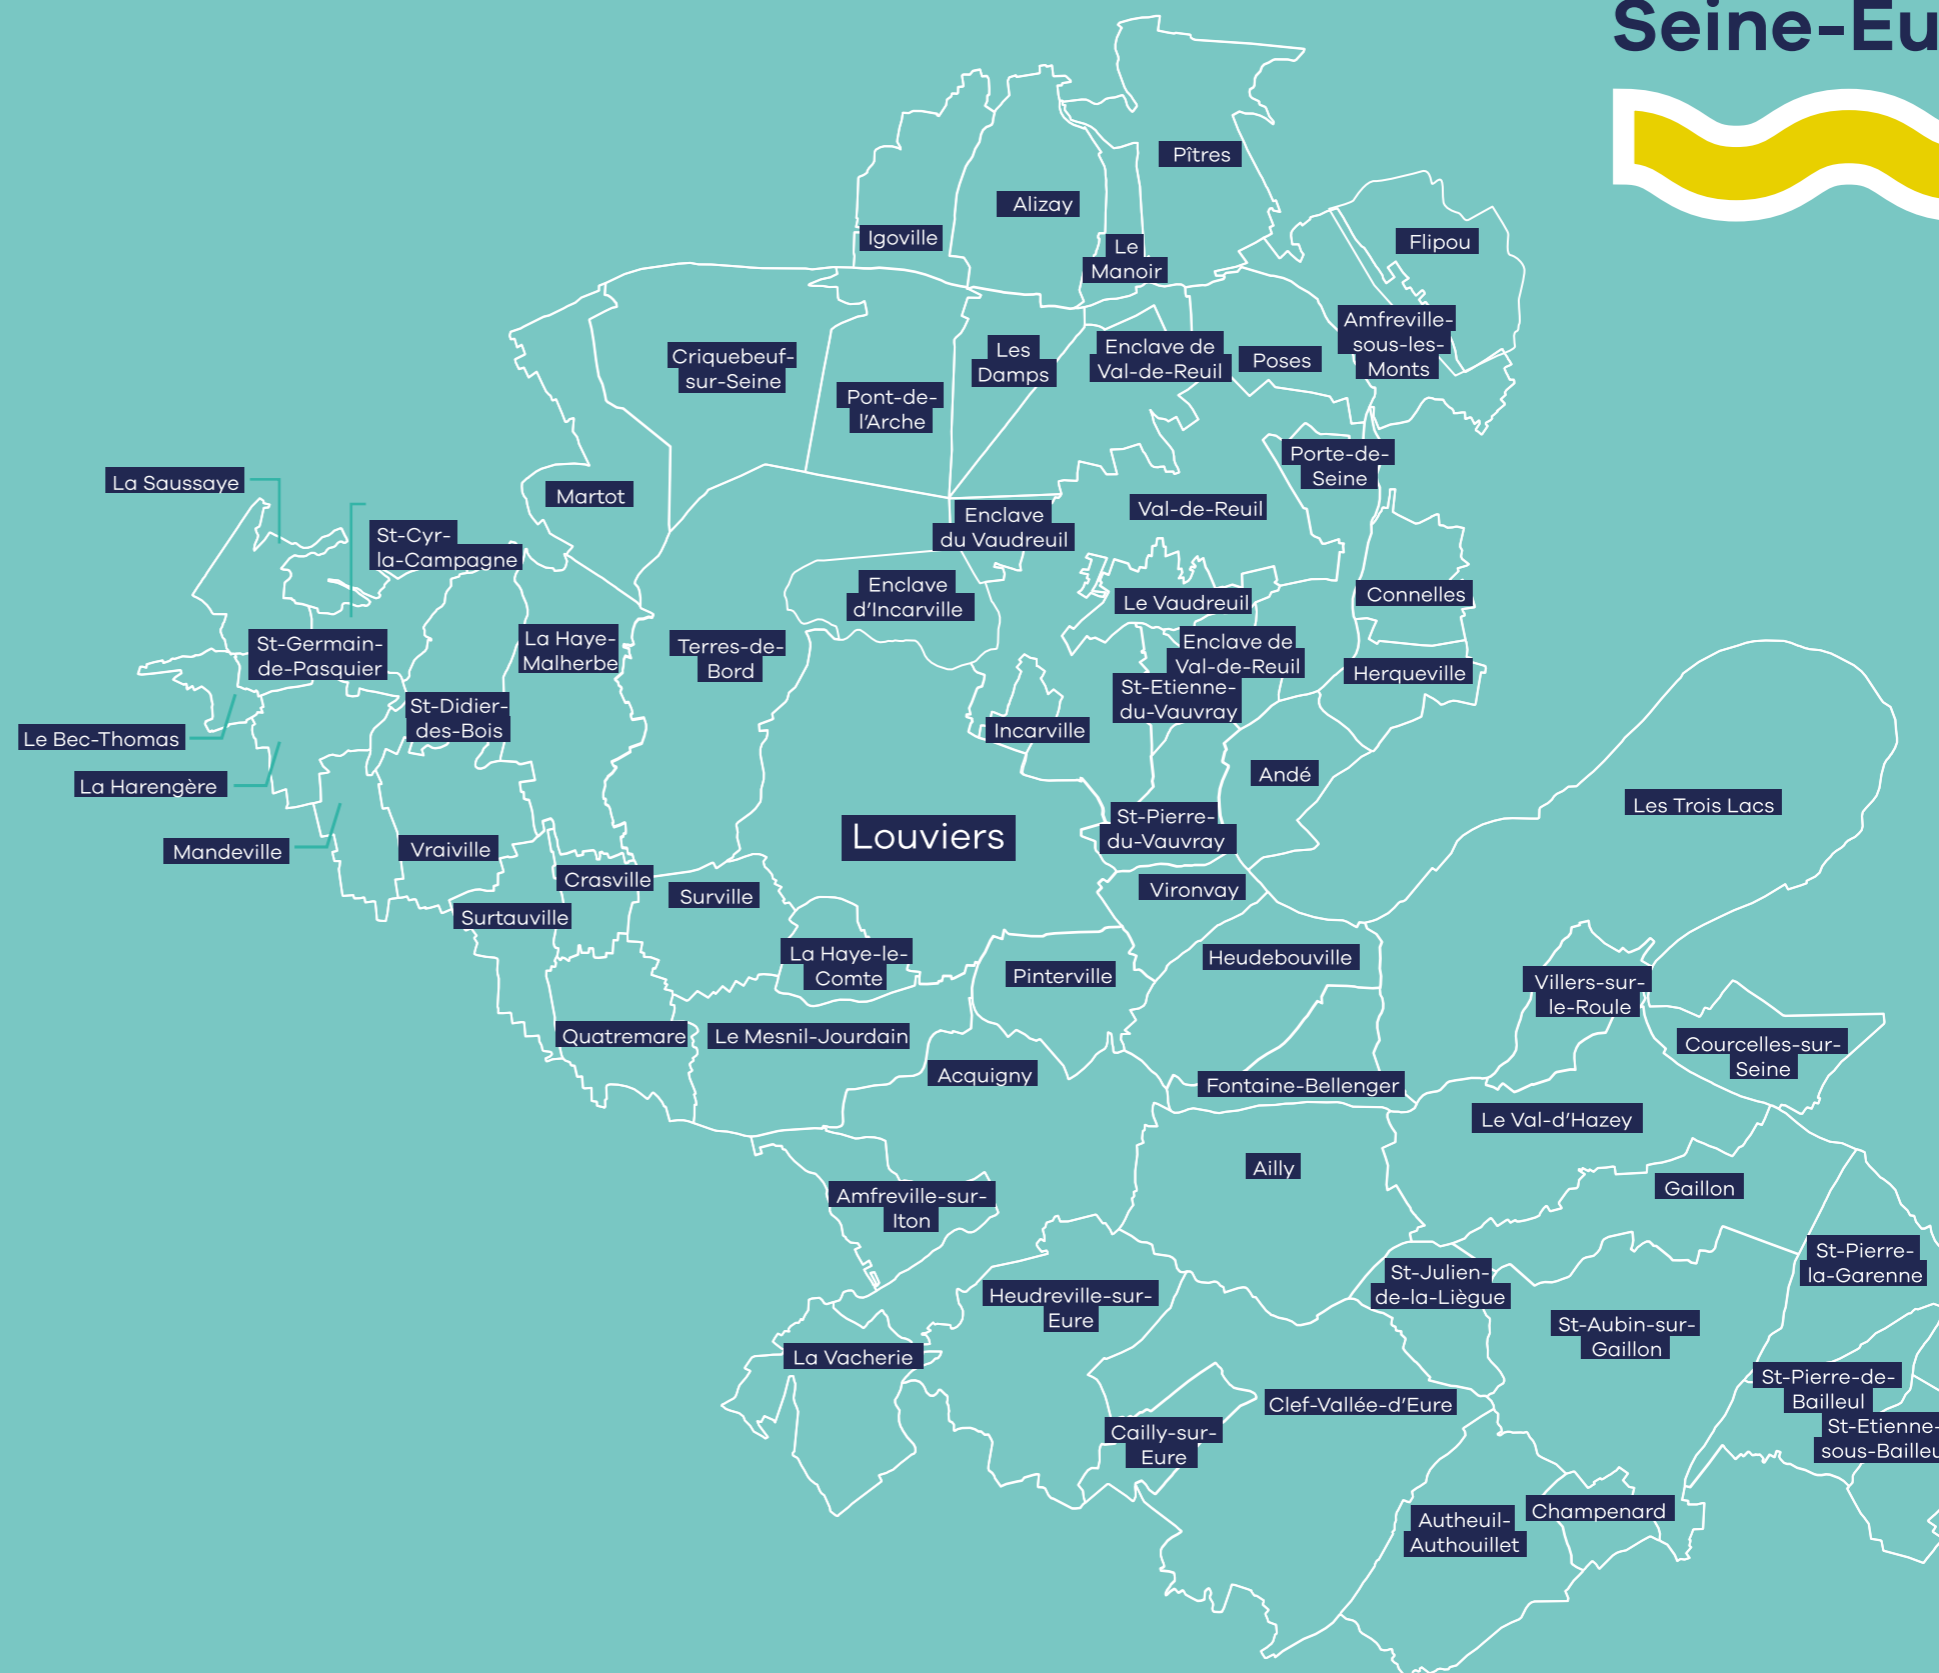 Seine-Eu
Pîtres
Alizay
Igoville
Le
Manoir
Flipou
Amfreville-
sous-les-
Monts
Criquebeuf-
sur-Seine
Les
Damps
Enclave de
Val-de-Reuil
Poses
Pont-de-
l’Arche
Porte-de-
Seine
La Saussaye
Martot
Val-de-Reuil
St-Cyr-
la-Campagne
Enclave
du Vaudreuil
Enclave
d’Incarville
Le Vaudreuil
Connelles
St-Germain-
de-Pasquier
La Haye-
Malherbe
Terres-de-
Bord
Enclave de
Val-de-Reuil
Herqueville
St-Etienne-
du-Vauvray
St-Didier-
des-Bois
Incarville
Le Bec-Thomas
La Harengère
Andé
Les Trois Lacs
Mandeville
Vraiville
Louviers
St-Pierre-
du-Vauvray
Crasville
Surville
Vironvay
Surtauville
La Haye-le-
Comte
Pinterville
Heudebouville
Villers-sur-
le-Roule
Quatremare
Le Mesnil-Jourdain
Courcelles-sur-
Seine
Acquigny
Fontaine-Bellenger
Le Val-d’Hazey
Ailly
Gaillon
Amfreville-sur-
Iton
St-Pierre-
la-Garenne
St-Julien-
de-la-Liègue
Heudreville-sur-
Eure
St-Aubin-sur-
Gaillon
La Vacherie
St-Pierre-de-
Bailleul
Clef-Vallée-d’Eure
Cailly-sur-
Eure
St-Etienne-
sous-Bailleu
Champenard
Autheuil-
Authouillet